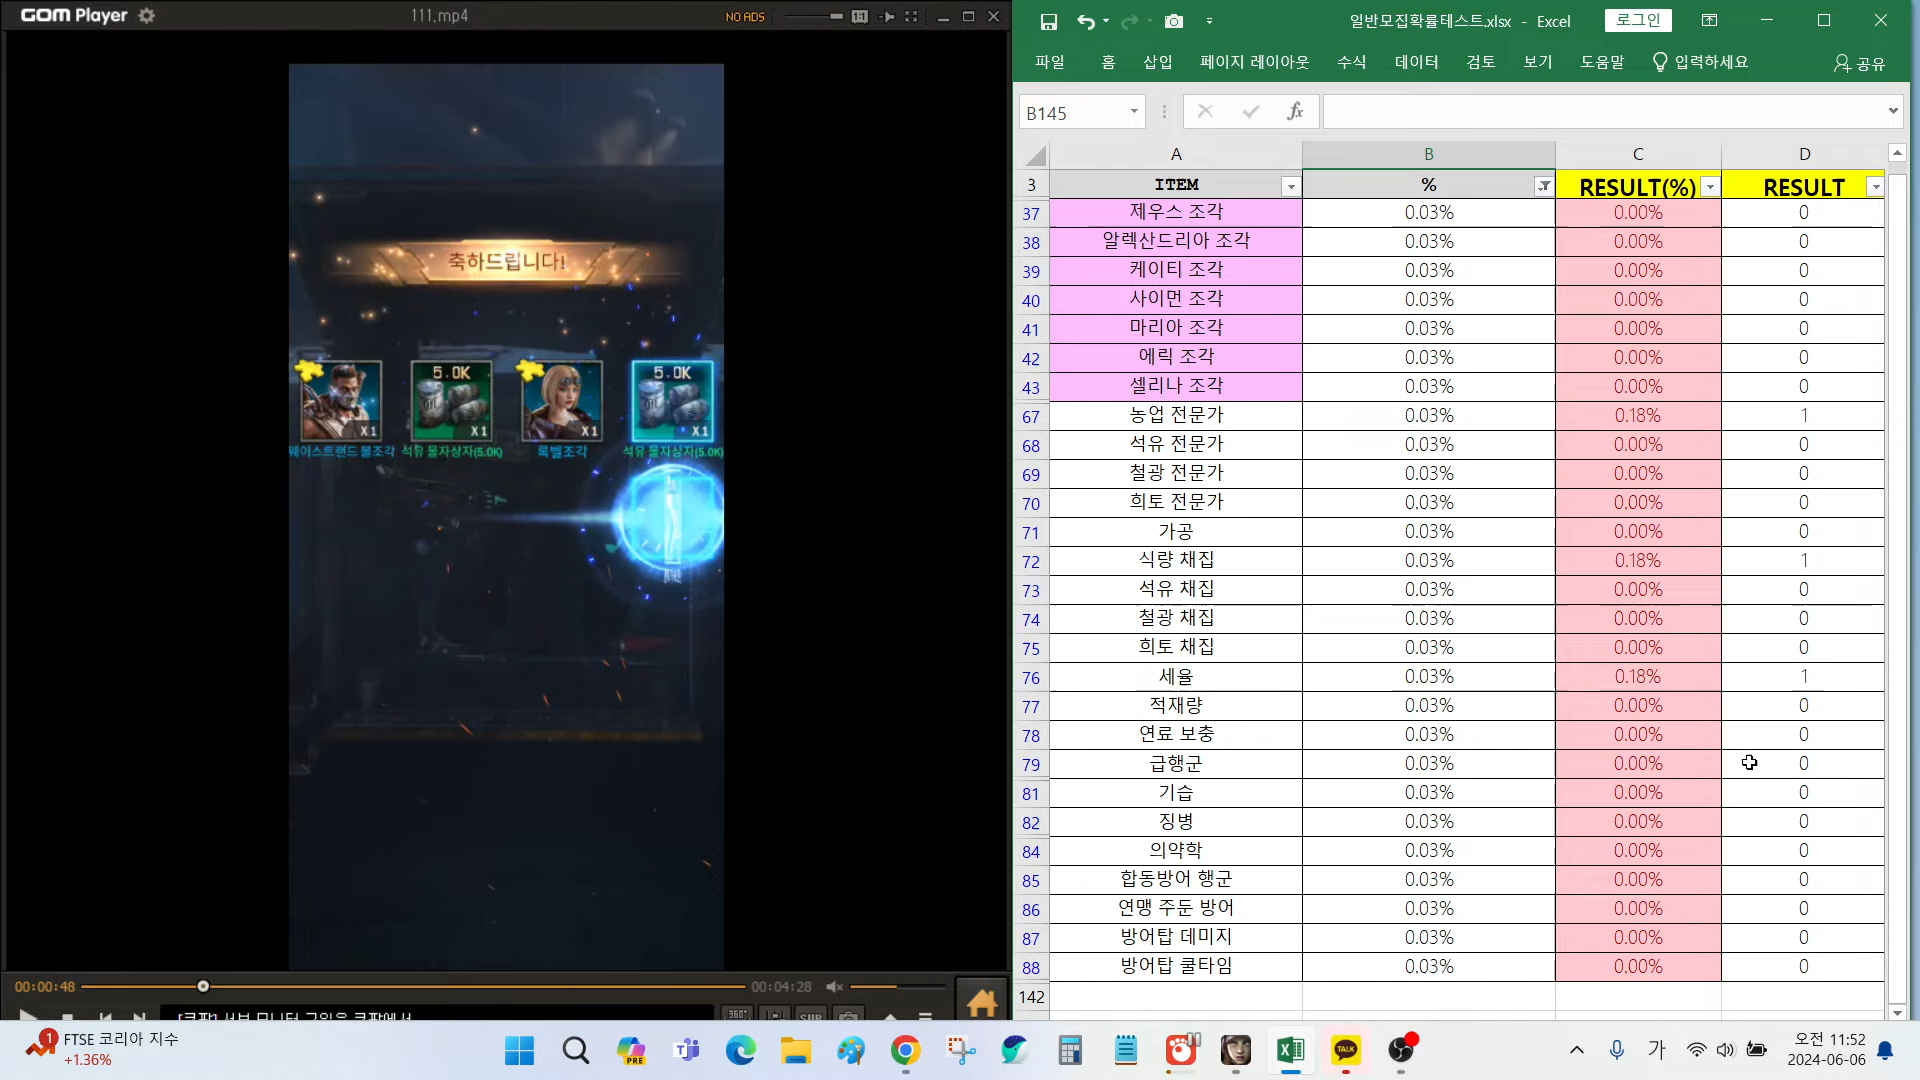 GOM Player
111.mp4
NO ADS
축하드립니다!
5.0K
5.0K
X1
X1
X1
X1
웨이스트랜드 불조각
석유 물자상자(5.0K)
록벨조각
석유 물자상자(5.0K)
00:00:48
00:04:28
360°
SUB
일반모집확률테스트.xlsx - Excel
로그인
파일 홈 삽입 페이지 레이아웃 수식 데이터 검토 보기 도움말 입력하세요 공유
B145
fx
A B C D
3 ITEM % RESULT(%) RESULT
37 제우스 조각 0.03% 0.00% 0
38 알렉산드리아 조각 0.03% 0.00% 0
39 케이티 조각 0.03% 0.00% 0
40 사이먼 조각 0.03% 0.00% 0
41 마리아 조각 0.03% 0.00% 0
42 에릭 조각 0.03% 0.00% 0
43 셀리나 조각 0.03% 0.00% 0
67 농업 전문가 0.03% 0.18% 1
68 석유 전문가 0.03% 0.00% 0
69 철광 전문가 0.03% 0.00% 0
70 희토 전문가 0.03% 0.00% 0
71 가공 0.03% 0.00% 0
72 식량 채집 0.03% 0.18% 1
73 석유 채집 0.03% 0.00% 0
74 철광 채집 0.03% 0.00% 0
75 희토 채집 0.03% 0.00% 0
76 세율 0.03% 0.18% 1
77 적재량 0.03% 0.00% 0
78 연료 보충 0.03% 0.00% 0
79 급행군 0.03% 0.00% 0
81 기습 0.03% 0.00% 0
82 징병 0.03% 0.00% 0
84 의약학 0.03% 0.00% 0
85 합동방어 행군 0.03% 0.00% 0
86 연맹 주둔 방어 0.03% 0.00% 0
87 방어탑 데미지 0.03% 0.00% 0
88 방어탑 쿨타임 0.03% 0.00% 0
142
1
FTSE 코리아 지수
+1.36%
PRE
TALK
가
오전 11:52
2024-06-06